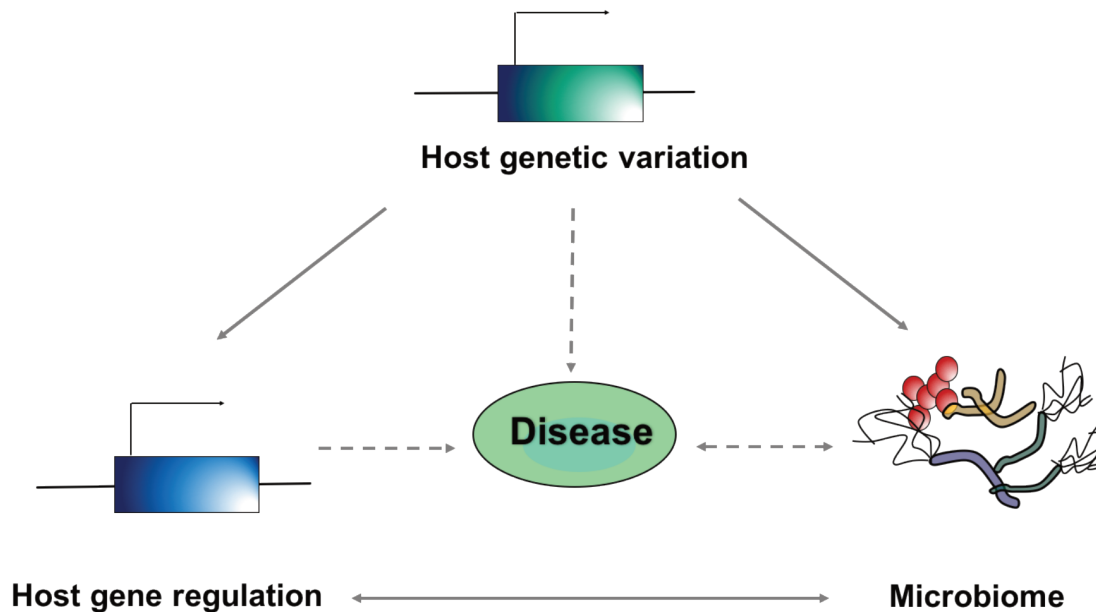 Host genetic variation
Disease
Host gene regulation
Microbiome